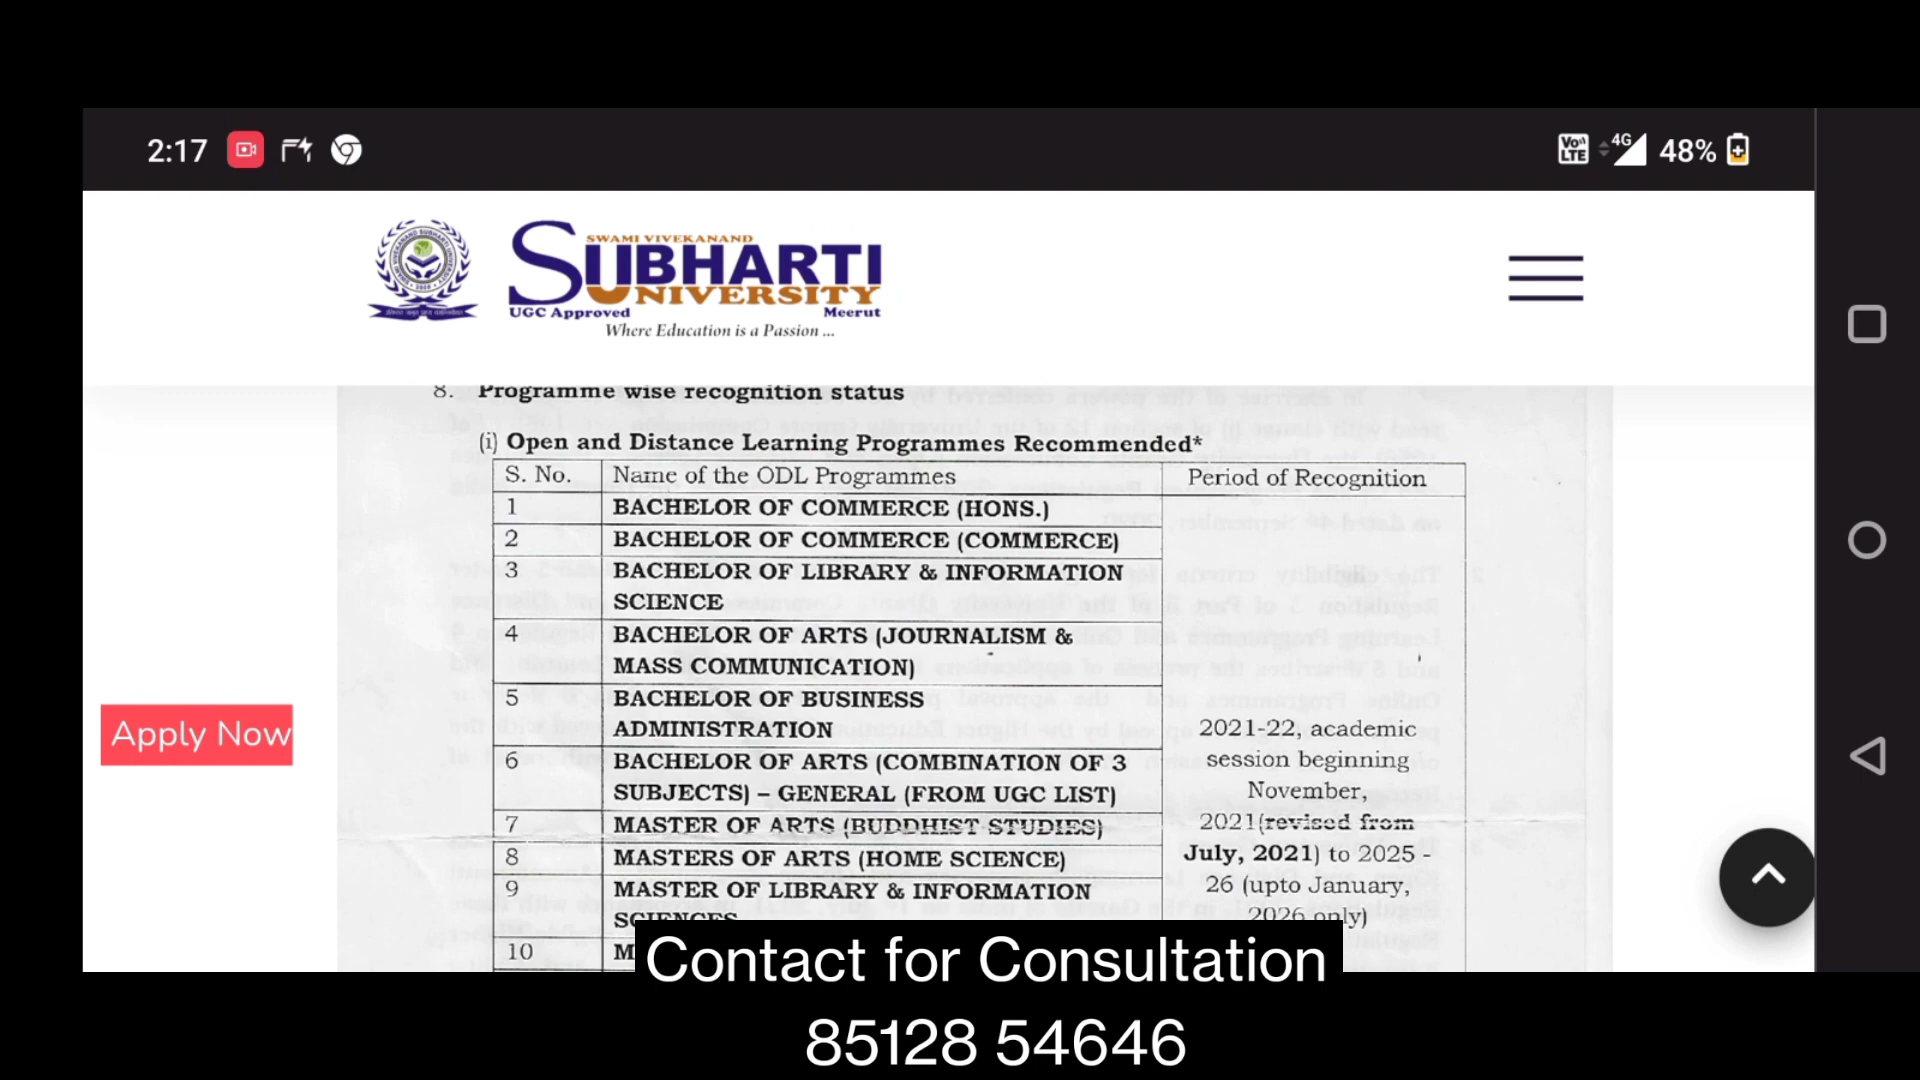 2:17
Vo)) LTE 4G 48%
SWAMI VIVEKANAND
SUBHARTI
UNIVERSITY
UGC Approved Meerut
Where Education is a Passion ...
8. Programme wise recognition status
(i) Open and Distance Learning Programmes Recommended*
S. No. Name of the ODL Programmes Period of Recognition
1 BACHELOR OF COMMERCE (HONS.)
2 BACHELOR OF COMMERCE (COMMERCE)
3 BACHELOR OF LIBRARY & INFORMATION
SCIENCE
4 BACHELOR OF ARTS (JOURNALISM &
MASS COMMUNICATION)
5 BACHELOR OF BUSINESS
ADMINISTRATION
6 BACHELOR OF ARTS (COMBINATION OF 3
SUBJECTS) – GENERAL (FROM UGC LIST)
7 MASTER OF ARTS (BUDDHIST STUDIES)
8 MASTERS OF ARTS (HOME SCIENCE)
9 MASTER OF LIBRARY & INFORMATION
SCIENCES
10
2021-22, academic
session beginning
November,
2021(revised from
July, 2021) to 2025 -
26 (upto January,
2026 only)
Apply Now
Contact for Consultation
85128 54646